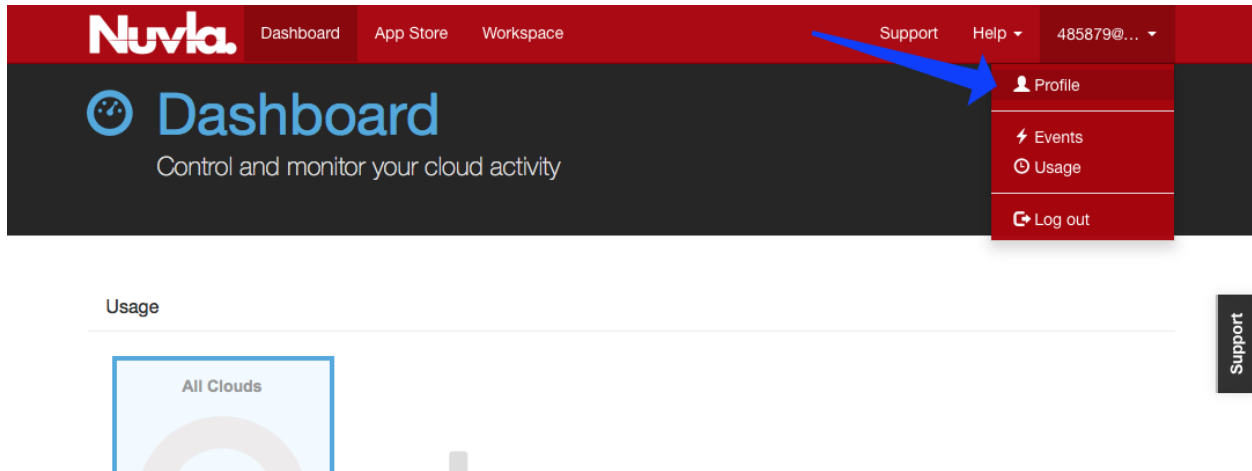 Nuvla. Dashboard App Store Workspace Support Help 485879@...
Profile
Events
Usage
Log out
Dashboard
Control and monitor your cloud activity
Usage
All Clouds
Support